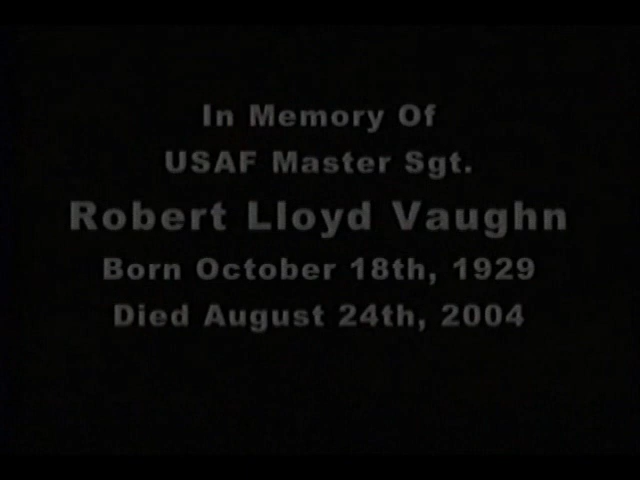 In Memory Of
USAF Master Sgt.
Robert Lloyd Vaughn
Born October 18th, 1929
Died August 24th, 2004